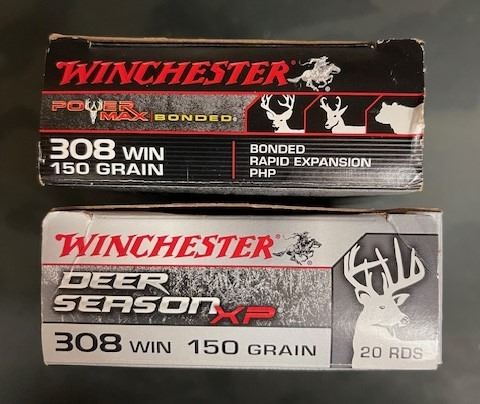 WINCHESTER
POWER
MAX BONDED®
308 WIN
150 GRAIN
BONDED
RAPID EXPANSION
PHP
WINCHESTER
DEER
SEASON XP
308 WIN 150 GRAIN
20 RDS